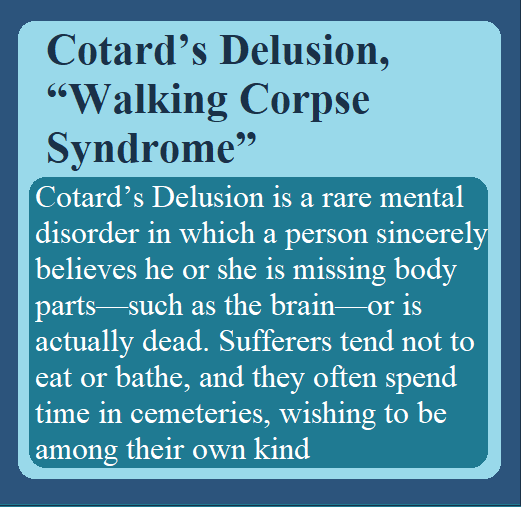 Cotard’s Delusion,
“Walking Corpse
Syndrome”
Cotard’s Delusion is a rare mental
disorder in which a person sincerely
believes he or she is missing body
parts—such as the brain—or is
actually dead. Sufferers tend not to
eat or bathe, and they often spend
time in cemeteries, wishing to be
among their own kind